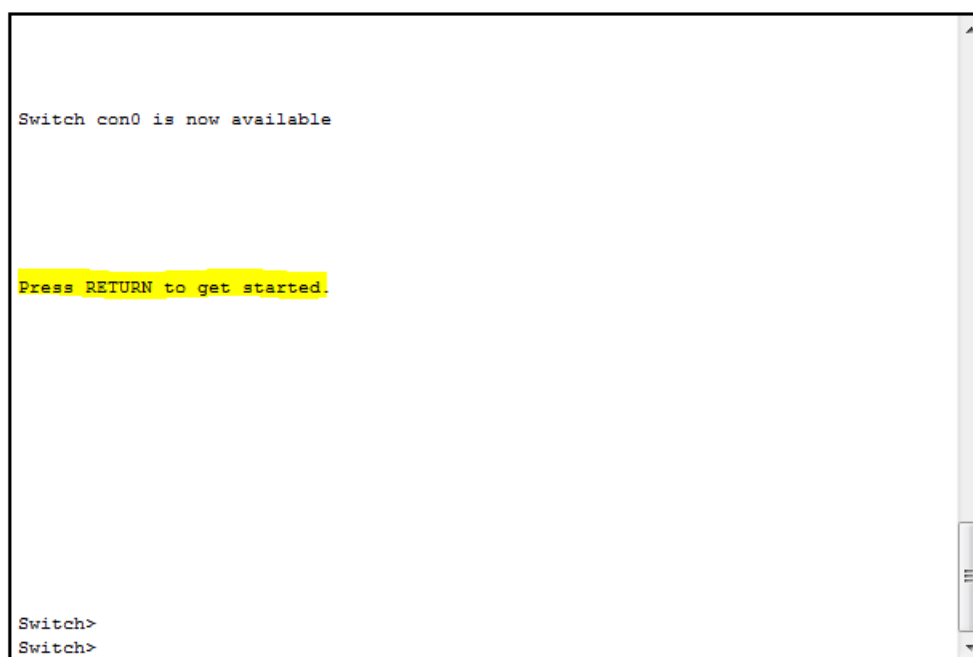 Switch con0 is now available
Press RETURN to get started.
Switch>
Switch>